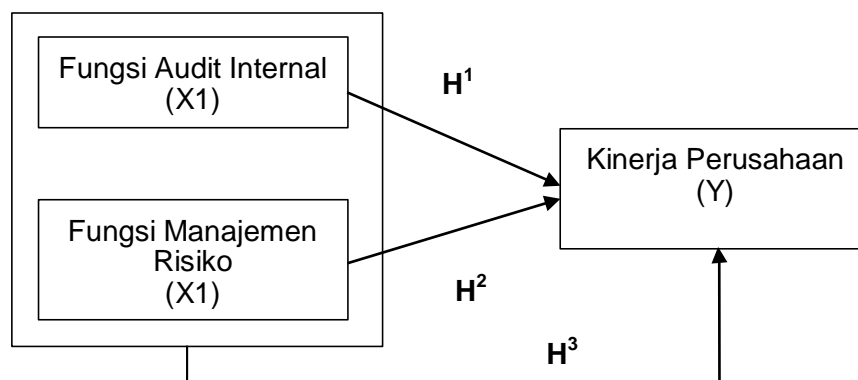 Fungsi Audit Internal
(X1)
H¹
Kinerja Perusahaan
(Y)
Fungsi Manajemen
Risiko
(X1)
H²
H³